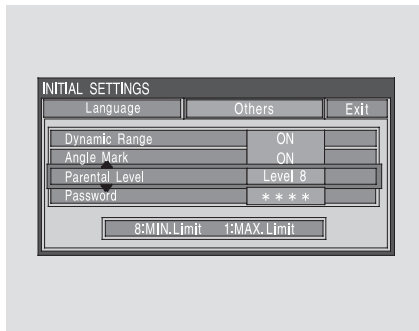 INITIAL SETTINGS
Language Others Exit
Dynamic Range ON
Angle Mark ON
Parental Level Level 8
Password ****
8:MIN.Limit 1:MAX.Limit